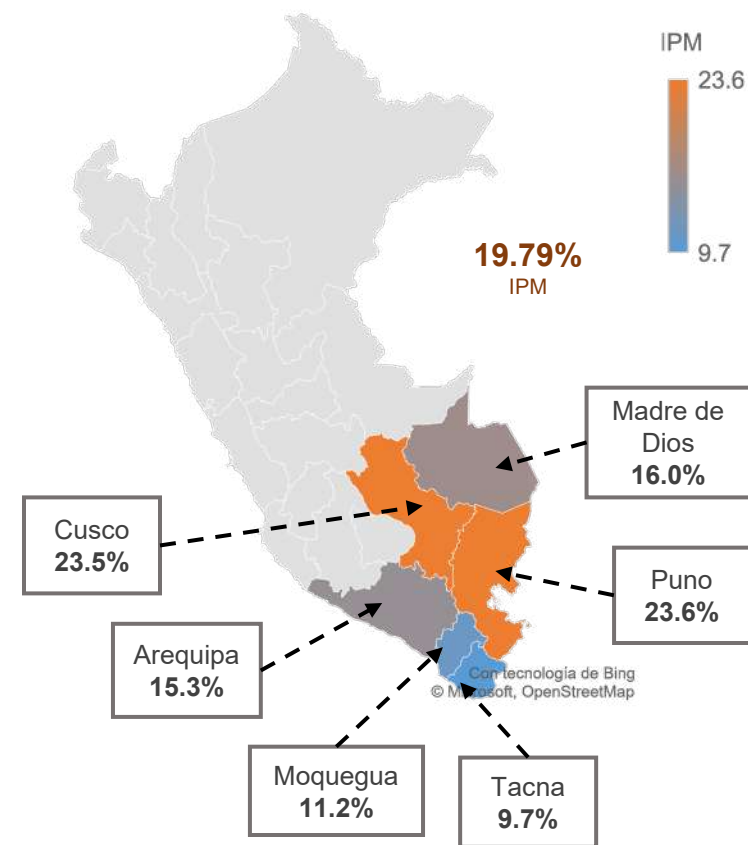 IPM
23.6
9.7
19.79%
IPM
Madre de
Dios
16.0%
Cusco
23.5%
Puno
23.6%
Arequipa
15.3%
Con tecnología de Bing
© Microsoft, OpenStreetMap
Moquegua
11.2%
Tacna
9.7%